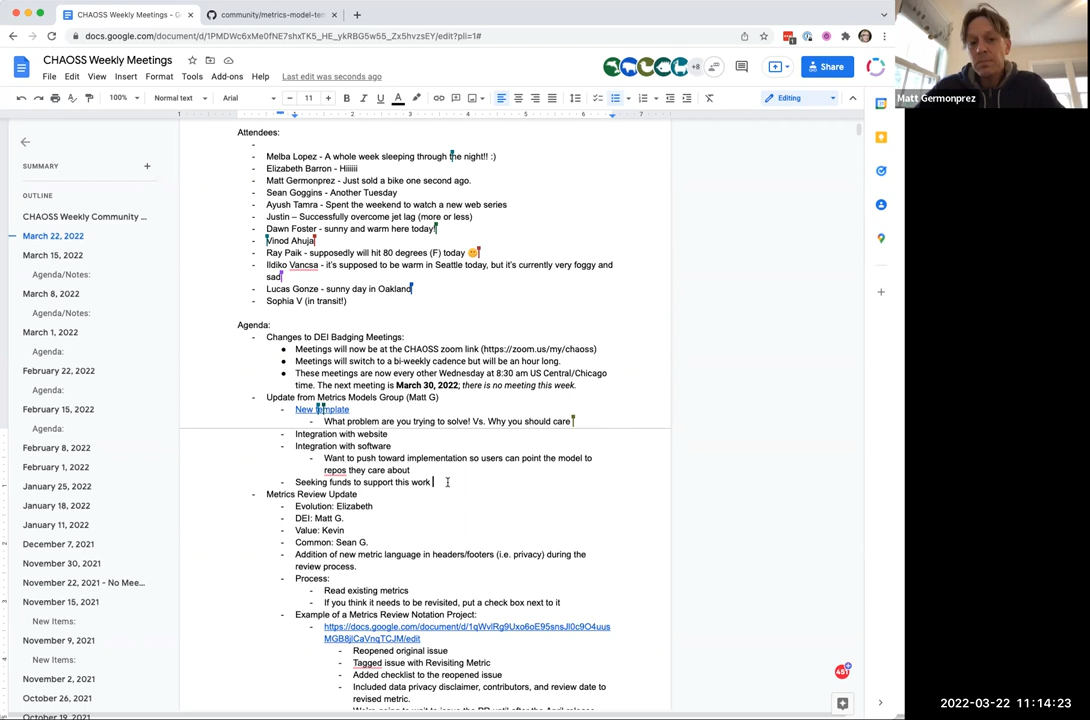 CHAOSS Weekly Meetings - G
community/metrics-model-tem
docs.google.com/document/d/1PMDWc6xMe0fNE7shxTK5_HE_ykRBG5w55_Zx5hvzsEY/edit?pli=1#
CHAOSS Weekly Meetings
File Edit View Insert Format Tools Add-ons Help Last edit was seconds ago
+8
Share
100% Normal text Arial 11 Editing
Matt Germonprez
SUMMARY
OUTLINE
CHAOSS Weekly Community ...
March 22, 2022
March 15, 2022
Agenda/Notes:
March 8, 2022
Agenda/Notes:
March 1, 2022
Agenda:
February 22, 2022
Agenda:
February 15, 2022
Agenda:
February 8, 2022
February 1, 2022
January 25, 2022
January 18, 2022
January 11, 2022
December 7, 2021
November 30, 2021
November 22, 2021 - No Mee...
November 15, 2021
New Items:
November 9, 2021
New Items:
November 2, 2021
October 26, 2021
October 19, 2021
Attendees:
-
- Melba Lopez - A whole week sleeping through the night!! :)
- Elizabeth Barron - Hiiiiii
- Matt Germonprez - Just sold a bike one second ago.
- Sean Goggins - Another Tuesday
- Ayush Tamra - Spent the weekend to watch a new web series
- Justin – Successfully overcome jet lag (more or less)
- Dawn Foster - sunny and warm here today!
- Vinod Ahuja
- Ray Paik - supposedly will hit 80 degrees (F) today
- Ildiko Vancsa - it's supposed to be warm in Seattle today, but it's currently very foggy and
sad
- Lucas Gonze - sunny day in Oakland
- Sophia V (in transit!)
Agenda:
- Changes to DEI Badging Meetings:
● Meetings will now be at the CHAOSS zoom link (https://zoom.us/my/chaoss)
● Meetings will switch to a bi-weekly cadence but will be an hour long.
● These meetings are now every other Wednesday at 8:30 am US Central/Chicago
time. The next meeting is March 30, 2022; there is no meeting this week.
- Update from Metrics Models Group (Matt G)
- New template
- What problem are you trying to solve! Vs. Why you should care
- Integration with website
- Integration with software
- Want to push toward implementation so users can point the model to
repos they care about
- Seeking funds to support this work
- Metrics Review Update
- Evolution: Elizabeth
- DEI: Matt G.
- Value: Kevin
- Common: Sean G.
- Addition of new metric language in headers/footers (i.e. privacy) during the
review process.
- Process:
- Read existing metrics
- If you think it needs to be revisited, put a check box next to it
- Example of a Metrics Review Notation Project:
- https://docs.google.com/document/d/1qWvlRg9Uxo6oE95snsJl0c9O4uus
MGB8jlCaVnqTCJM/edit
- Reopened original issue
- Tagged issue with Revisiting Metric
- Added checklist to the reopened issue
- Included data privacy disclaimer, contributors, and review date to
revised metric.
- We're going to wait to issue the PR until after the April release
2022-03-22 11:14:23